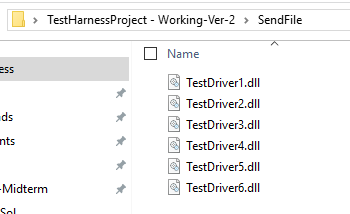 TestHarnessProject - Working-Ver-2 > SendFile
Name
ess
TestDriver1.dll
TestDriver2.dll
ds
TestDriver3.dll
nts
TestDriver4.dll
TestDriver5.dll
TestDriver6.dll
-Midterm
Sol